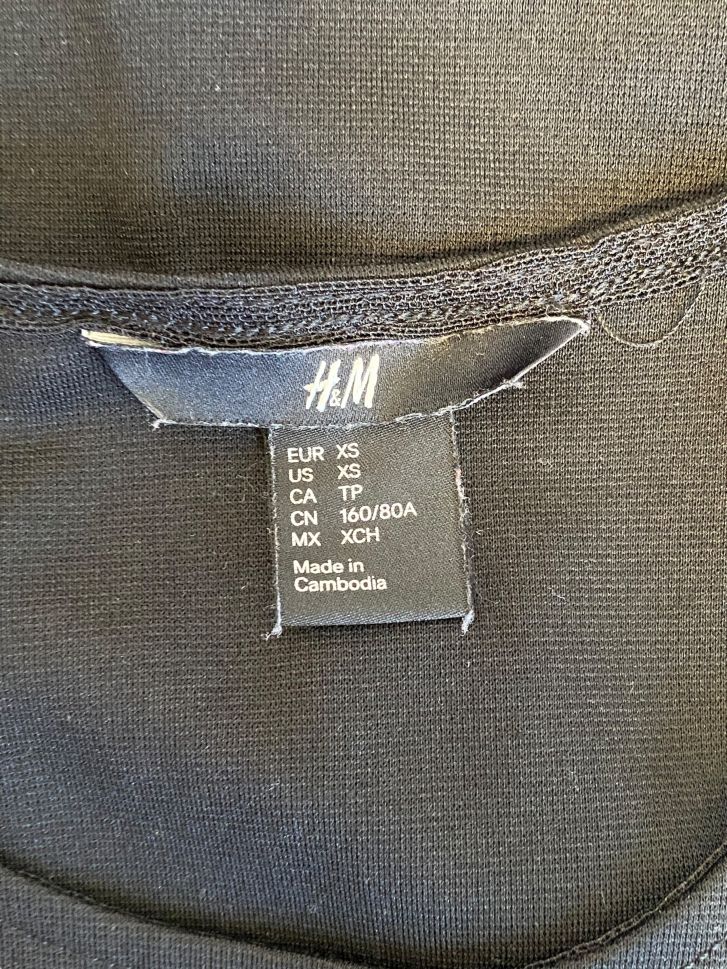 H&M
EUR XS
US XS
CA TP
CN 160/80A
MX XCH
Made in
Cambodia